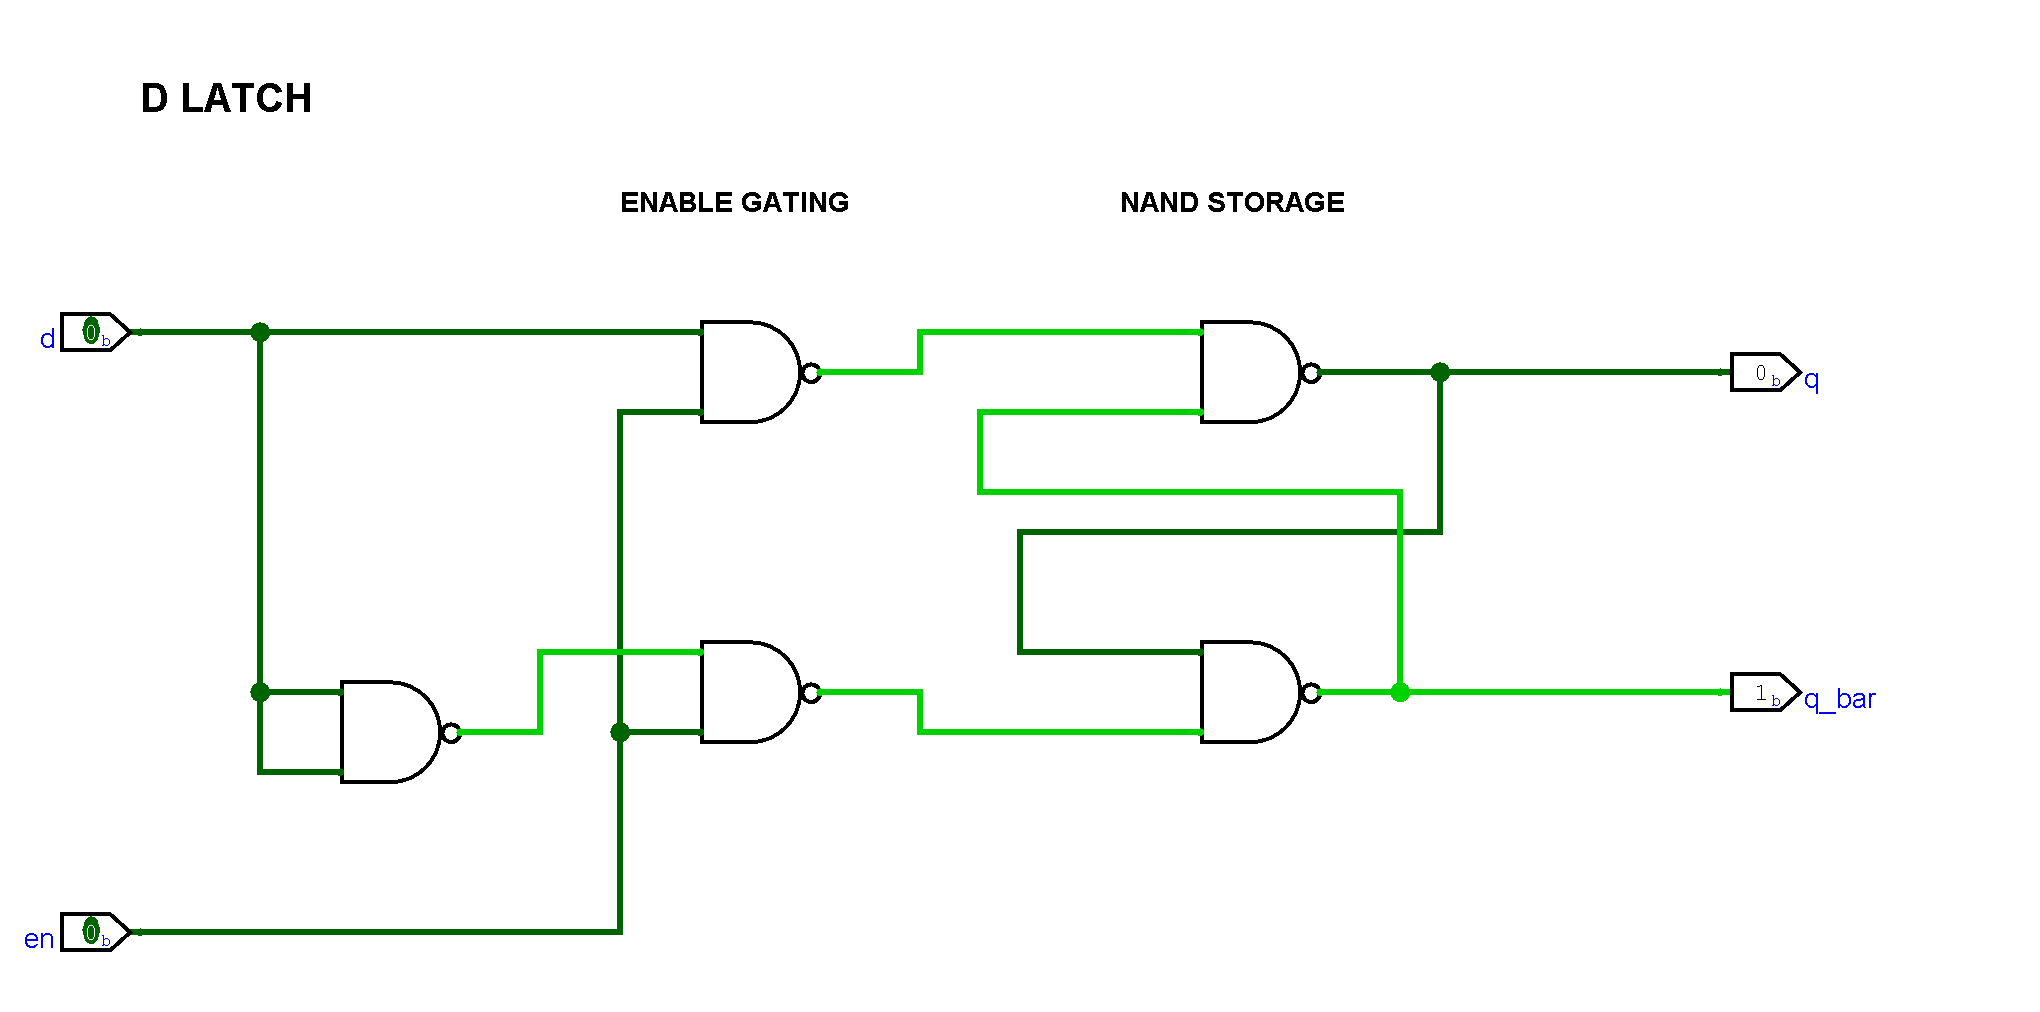 D LATCH
ENABLE GATING
NAND STORAGE
d 0b
0b q
1b q_bar
en 0b